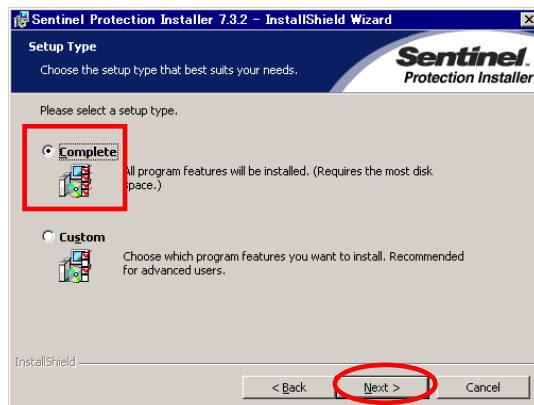 Sentinel Protection Installer 7.3.2 - InstallShield Wizard
Setup Type
Choose the setup type that best suits your needs.
Sentinel.
Protection Installer
Please select a setup type.
Complete
All program features will be installed. (Requires the most disk
space.)
Custom
Choose which program features you want to install. Recommended
for advanced users.
InstallShield
< Back
Next >
Cancel